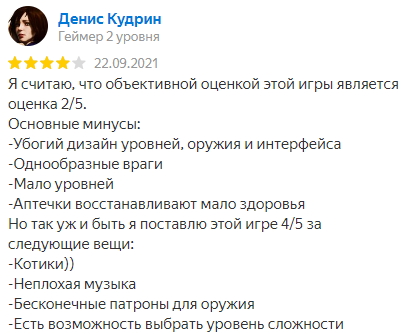 Денис Кудрин
Геймер 2 уровня
22.09.2021
Я считаю, что объективной оценкой этой игры является
оценка 2/5.
Основные минусы:
-Убогий дизайн уровней, оружия и интерфейса
-Однообразные враги
-Мало уровней
-Аптечки восстанавливают мало здоровья
Но так уж и быть я поставлю этой игре 4/5 за
следующие вещи:
-Котики))
-Неплохая музыка
-Бесконечные патроны для оружия
-Есть возможность выбрать уровень сложности